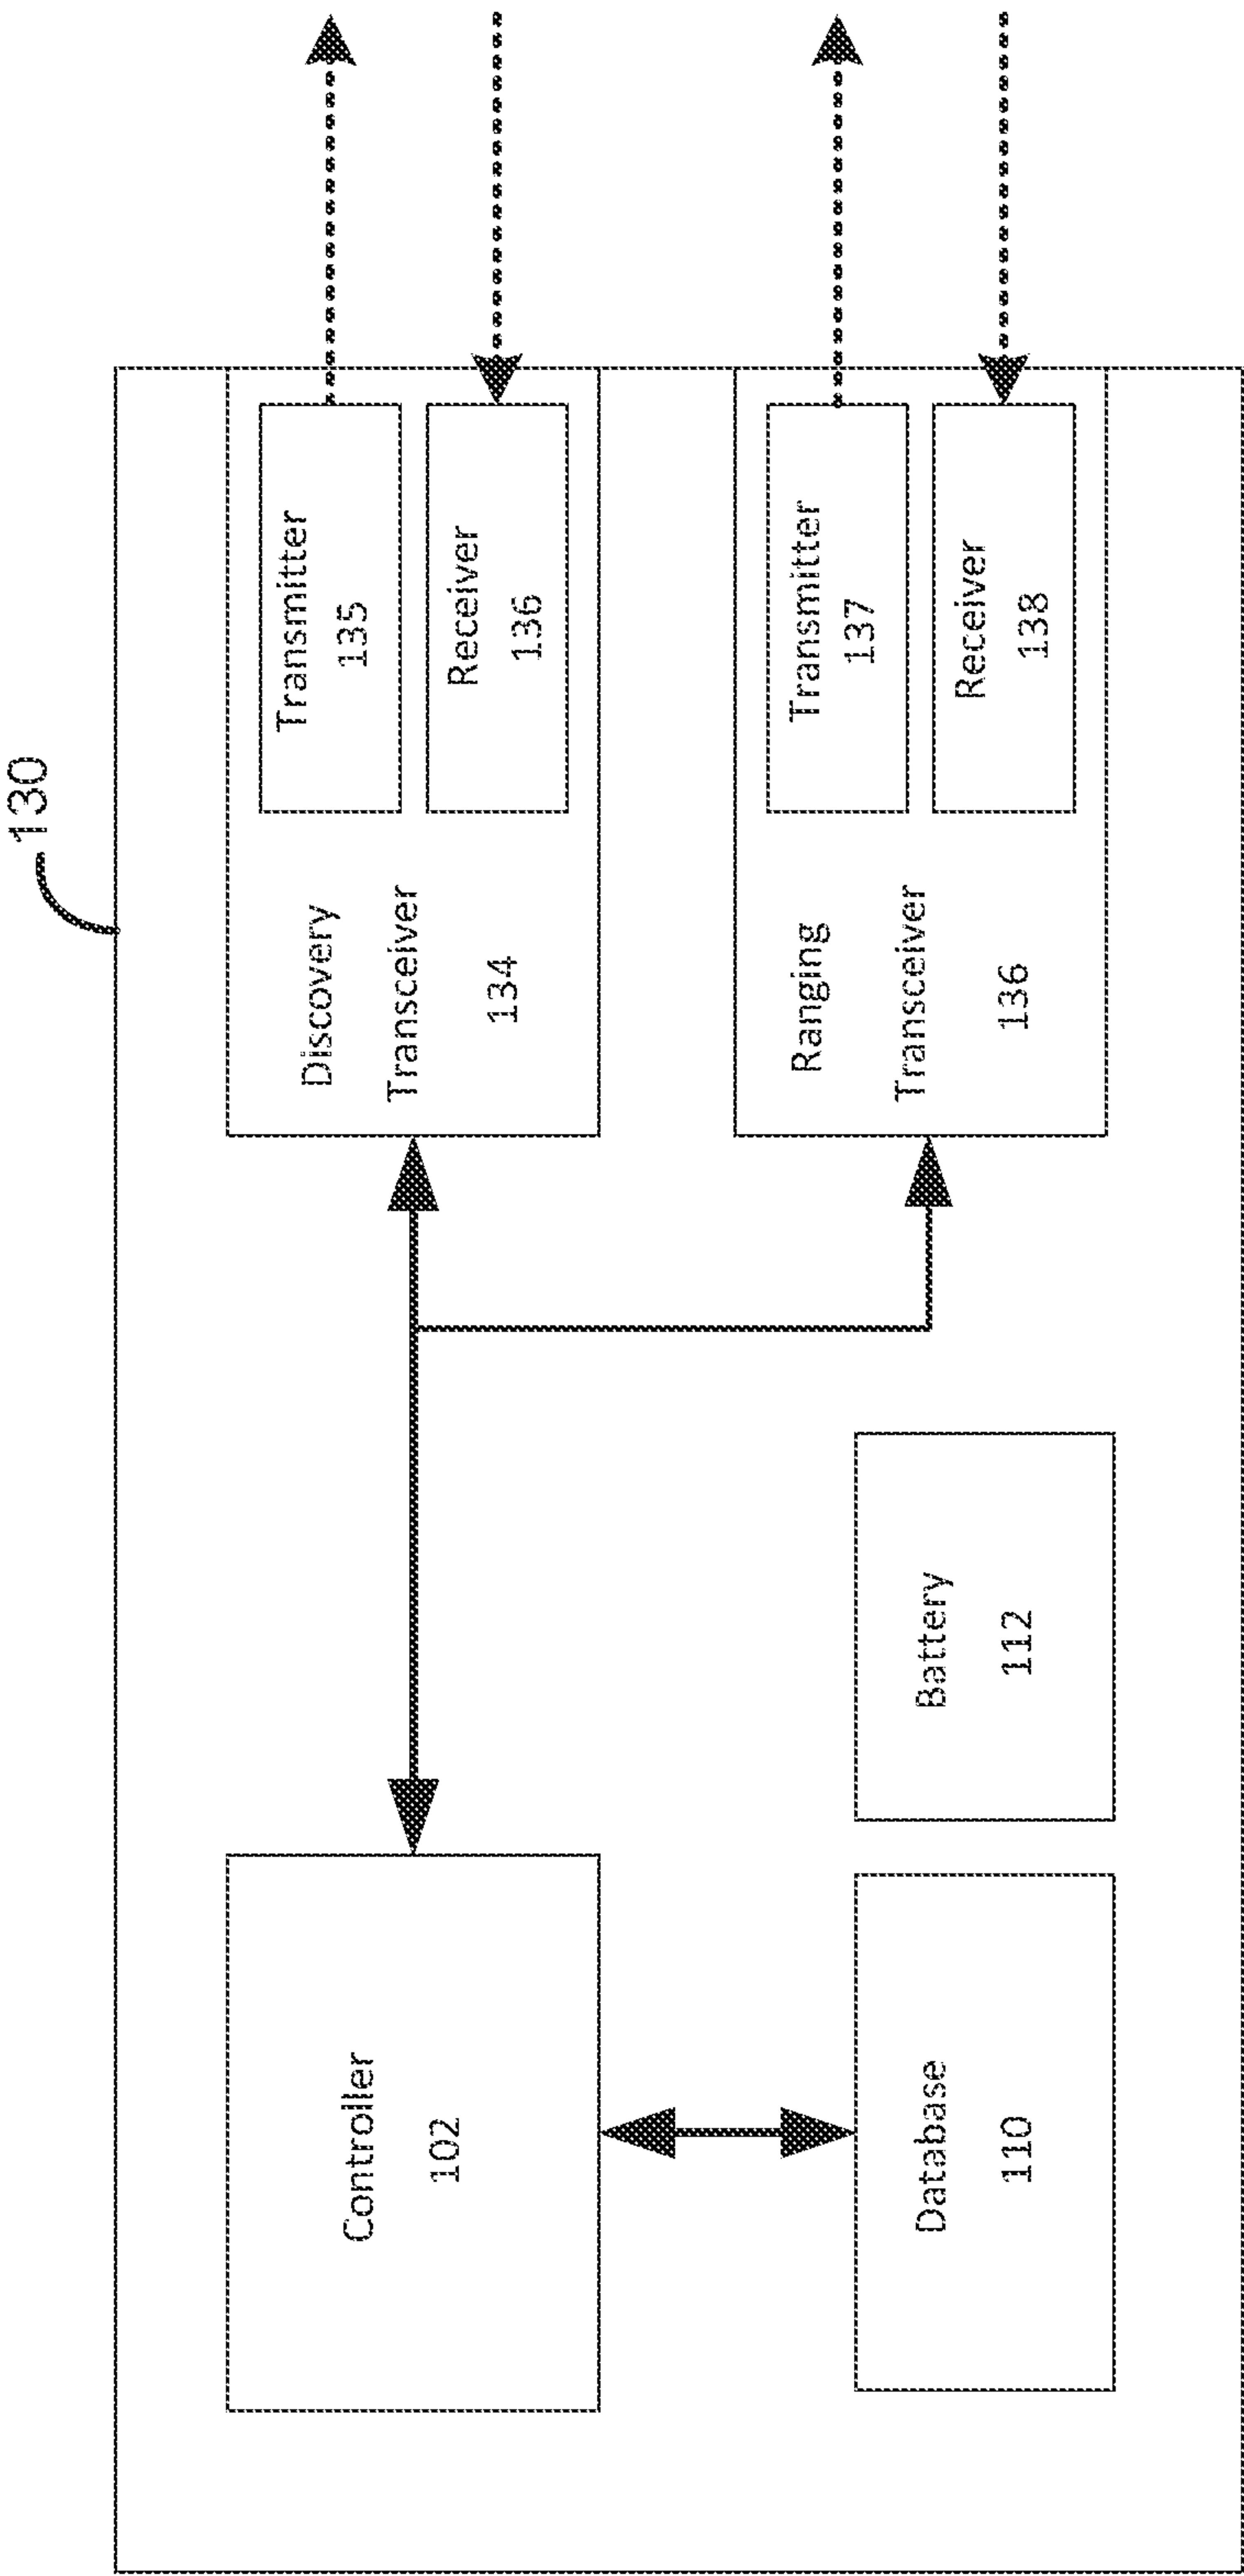 130
Controller
102
Discovery
Transceiver
134
Transmitter
135
Receiver
136
Database
110
Battery
112
Ranging
Transceiver
136
Transmitter
137
Receiver
138